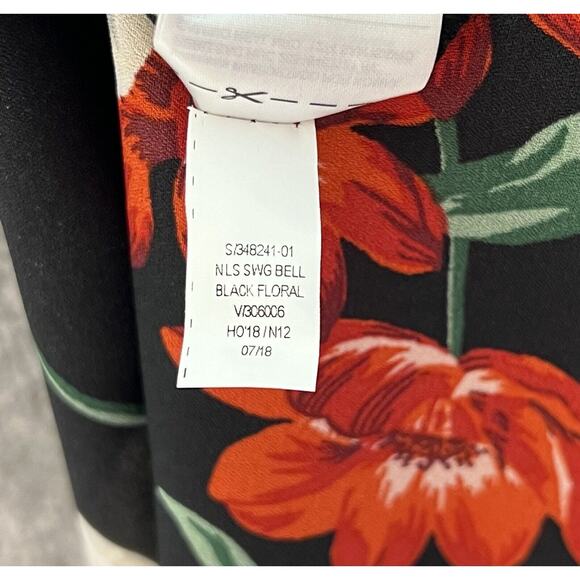 S/348241-01
NLS SWG BELL
BLACK FLORAL
V/306006
HO'18 / N12
07/18